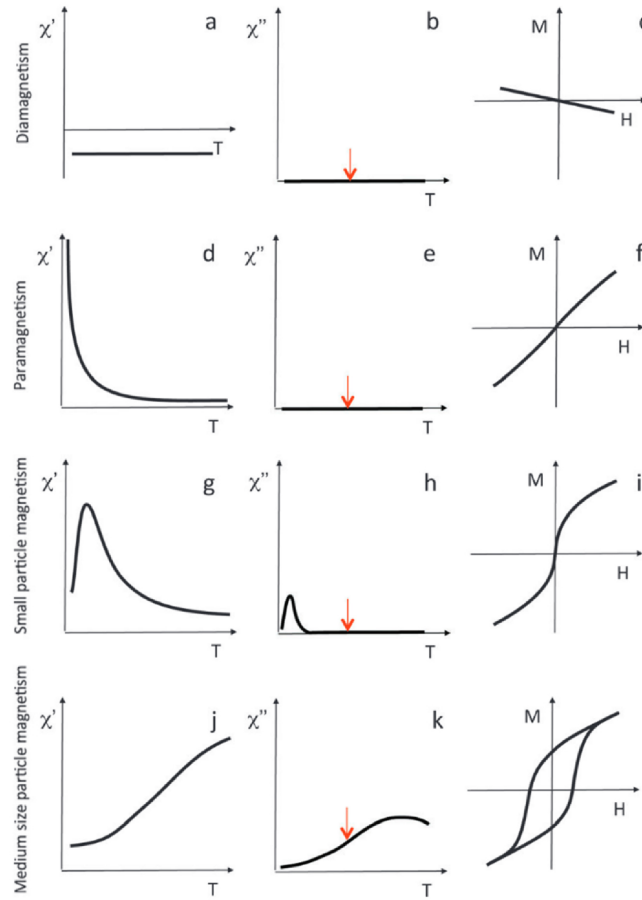 Diamagnetism
χ' a
T
χ'' b
T
M
H
Paramagnetism
χ' d
T
χ'' e
T
M f
H
Small particle magnetism
χ' g
T
χ'' h
T
M i
H
Medium size particle magnetism
χ' j
T
χ'' k
T
M
H